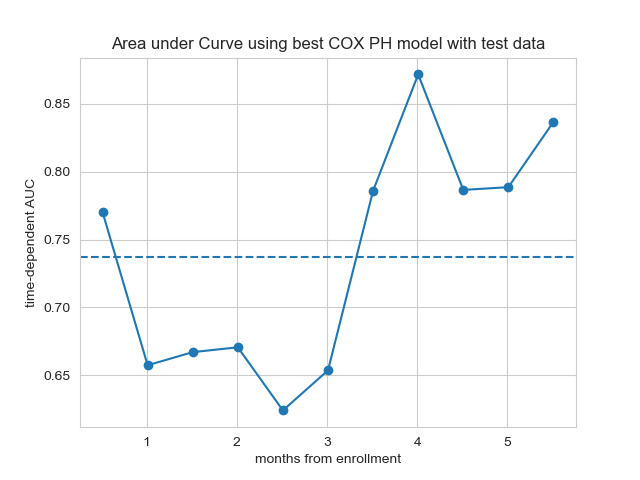 Area under Curve using best COX PH model with test data
time-dependent AUC
0.85
0.80
0.75
0.70
0.65
1 2 3 4 5
months from enrollment